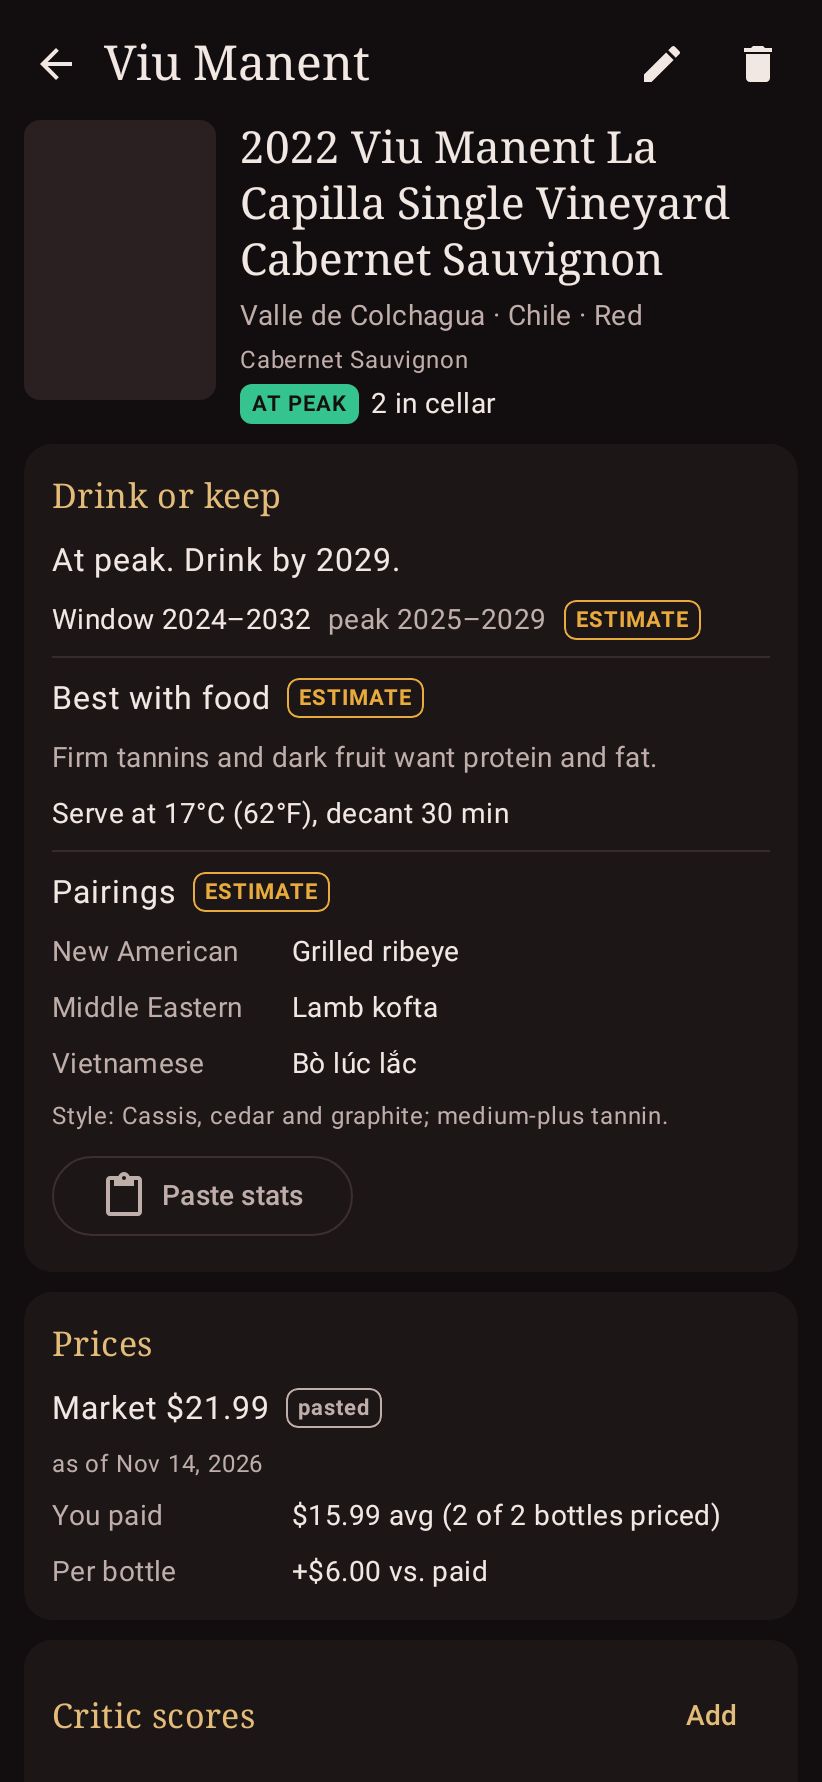 Viu Manent
2022 Viu Manent La
Capilla Single Vineyard
Cabernet Sauvignon
Valle de Colchagua · Chile · Red
Cabernet Sauvignon
AT PEAK 2 in cellar
Drink or keep
At peak. Drink by 2029.
Window 2024–2032 peak 2025–2029 ESTIMATE
Best with food ESTIMATE
Firm tannins and dark fruit want protein and fat.
Serve at 17°C (62°F), decant 30 min
Pairings ESTIMATE
New American Grilled ribeye
Middle Eastern Lamb kofta
Vietnamese Bò lúc lắc
Style: Cassis, cedar and graphite; medium-plus tannin.
Paste stats
Prices
Market $21.99 pasted
as of Nov 14, 2026
You paid $15.99 avg (2 of 2 bottles priced)
Per bottle +$6.00 vs. paid
Critic scores Add